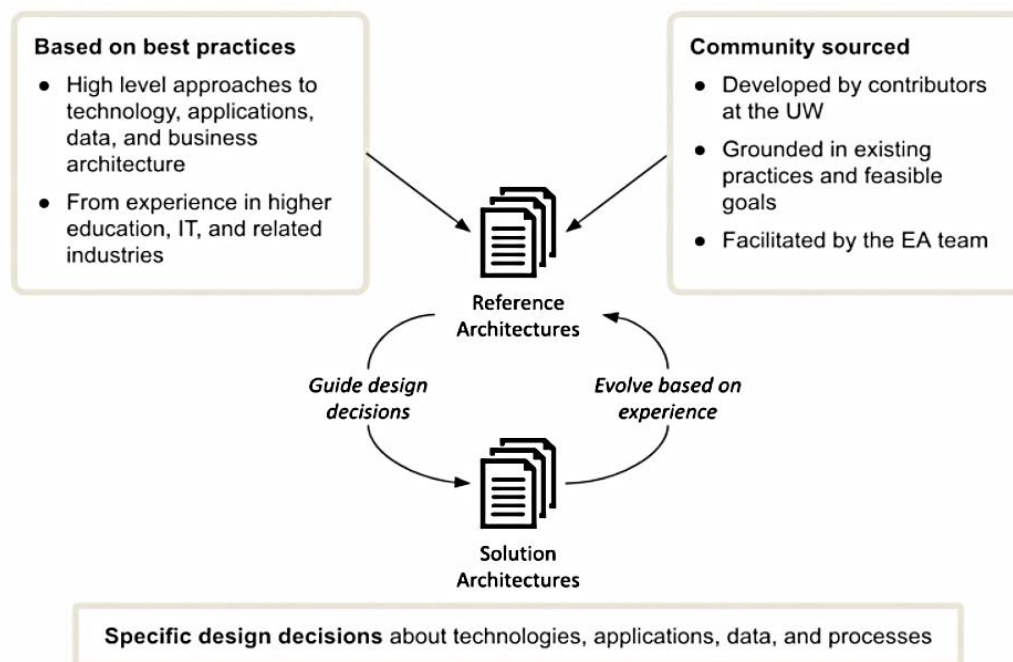 Based on best practices
● High level approaches to
technology, applications,
data, and business
architecture
● From experience in higher
education, IT, and related
industries
Community sourced
● Developed by contributors
at the UW
● Grounded in existing
practices and feasible
goals
● Facilitated by the EA team
Reference
Architectures
Guide design
decisions
Evolve based on
experience
Solution
Architectures
Specific design decisions about technologies, applications, data, and processes